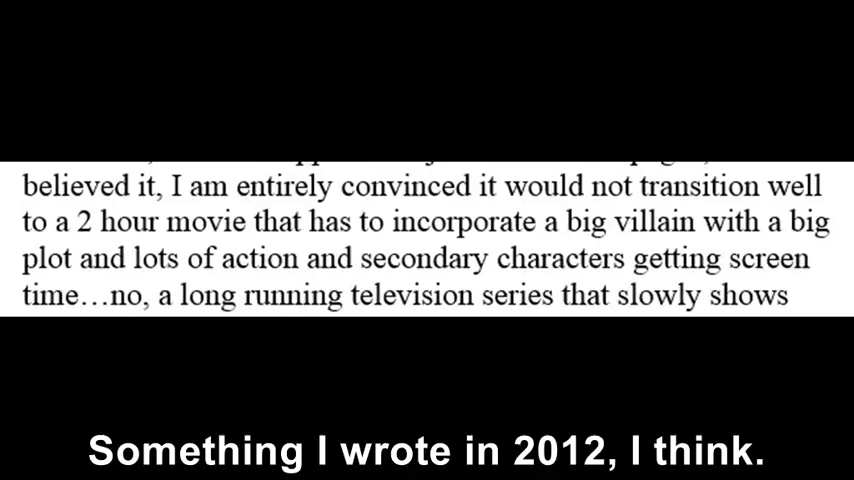 believed it, I am entirely convinced it would not transition well
to a 2 hour movie that has to incorporate a big villain with a big
plot and lots of action and secondary characters getting screen
time…no, a long running television series that slowly shows
Something I wrote in 2012, I think.